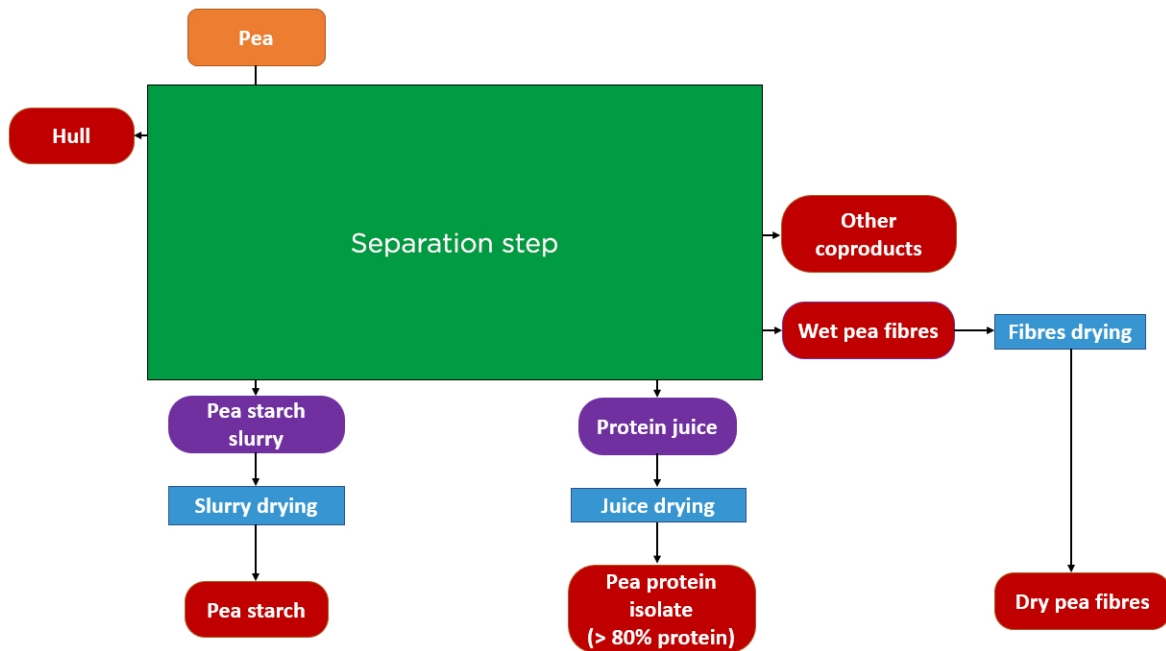 Pea
Hull
Separation step
Other
coproducts
Wet pea fibres
Fibres drying
Pea starch
slurry
Protein juice
Slurry drying
Juice drying
Pea starch
Pea protein
isolate
(> 80% protein)
Dry pea fibres